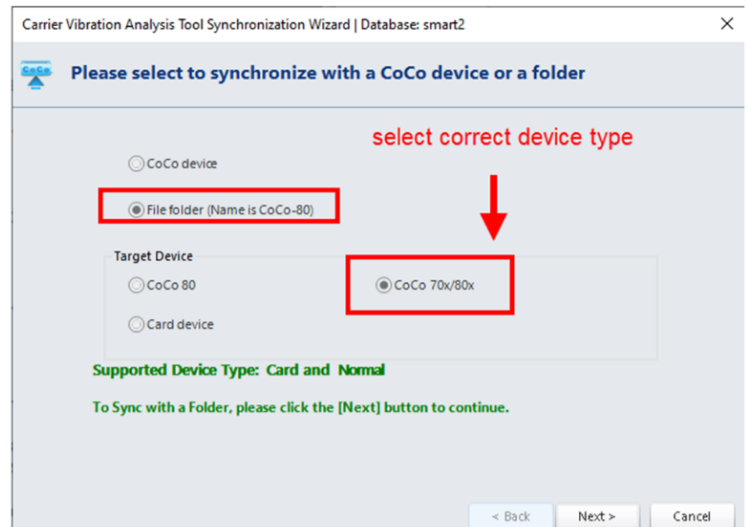 Carrier Vibration Analysis Tool Synchronization Wizard | Database: smart2
CoCo
Please select to synchronize with a CoCo device or a folder
select correct device type
CoCo device
File folder (Name is CoCo-80)
Target Device
CoCo 80
CoCo 70x/80x
Card device
Supported Device Type: Card and Normal
To Sync with a Folder, please click the [Next] button to continue.
< Back
Next >
Cancel